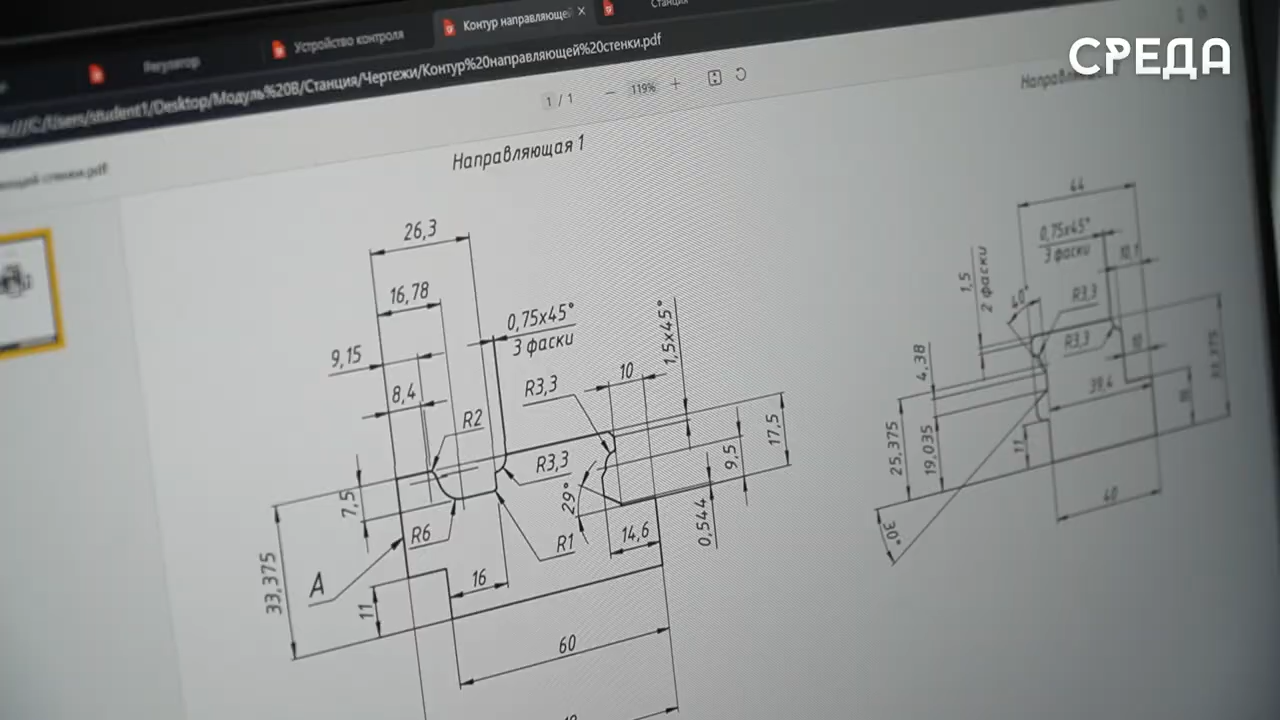 СРЕДА
Регулятор
Устройство контроля
Контур направляющей
Станция
C:/Users/student1/Desktop/Модуль%20В/Станция/Чертежи/Контур%20направляющей%20стенки.pdf
1 / 1
119%
стенки.pdf
Направляющая 1
26,3
16,78
9,15
8,4
0,75x45°
3 фаски
1,5x45°
R3,3
10
R2
R3,3
17,5
9,5
7,5
29°
R6
R1
14,6
0,544
33,375
А
16
11
60
44
0,75x45°
3 фаски
1,5
2 фаски
10,1
40°
R3,3
R3,3
4,38
10
39,4
25,375
19,035
11
40
30°